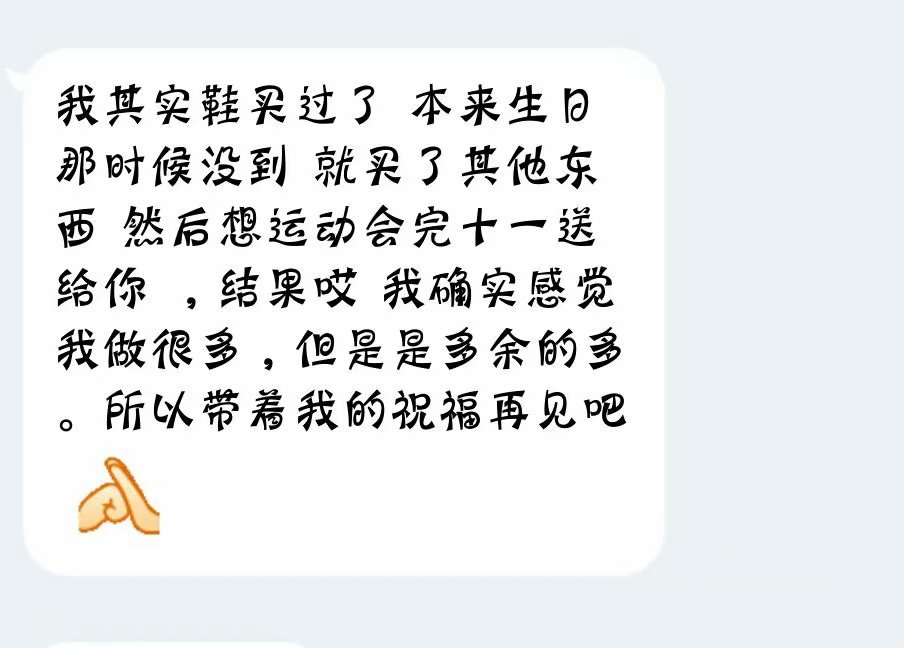 我其实鞋买过了 本来生日
那时候没到 就买了其他东
西 然后想运动会完十一送
给你 ，结果哎 我确实感觉
我做很多，但是是多余的多
。所以带着我的祝福再见吧